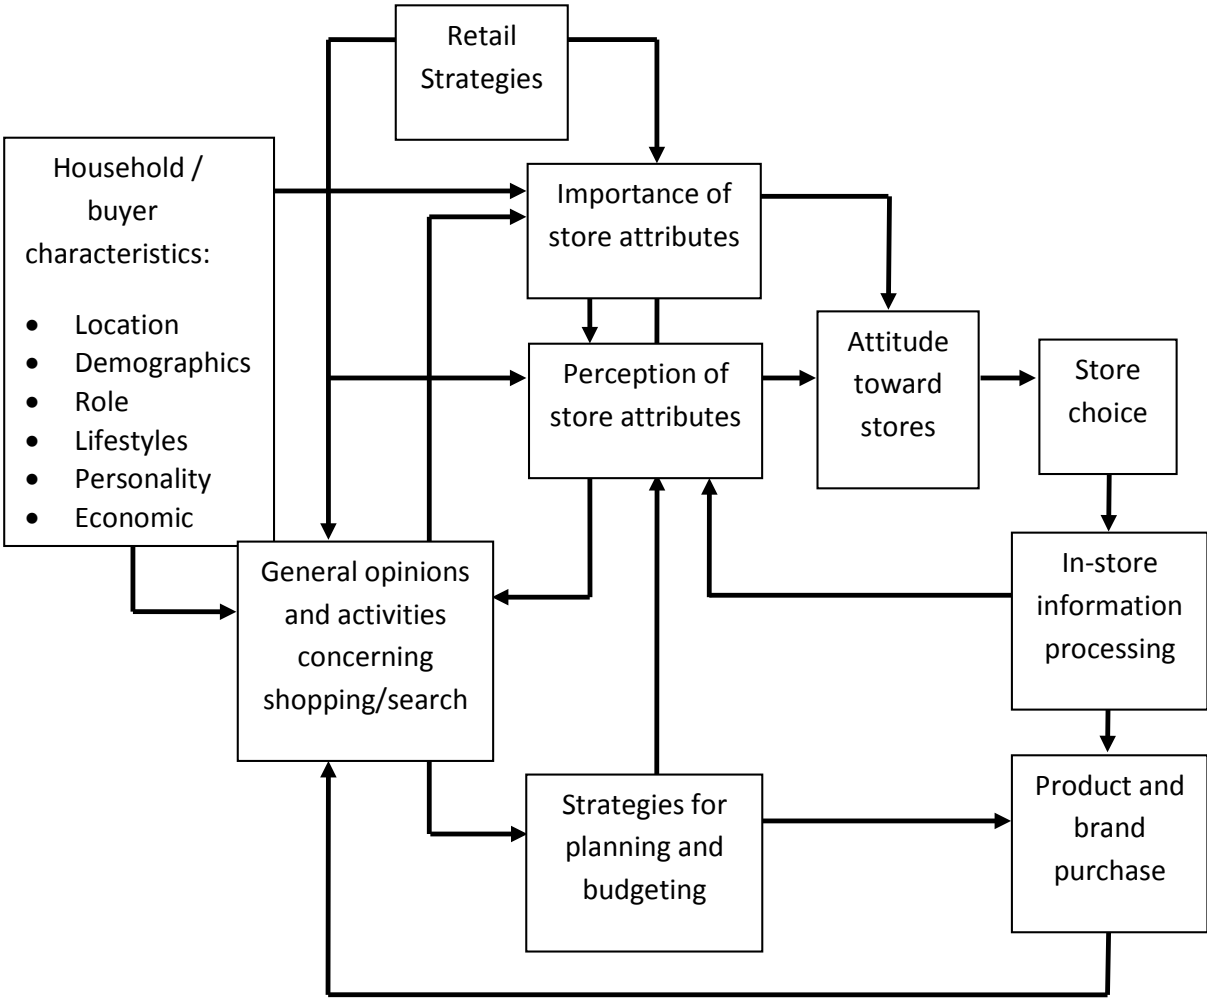 Retail
Strategies
Household /
buyer
characteristics:
• Location
• Demographics
• Role
• Lifestyles
• Personality
• Economic
Importance of
store attributes
Perception of
store attributes
Attitude
toward
stores
Store
choice
General opinions
and activities
concerning
shopping/search
In-store
information
processing
Strategies for
planning and
budgeting
Product and
brand
purchase